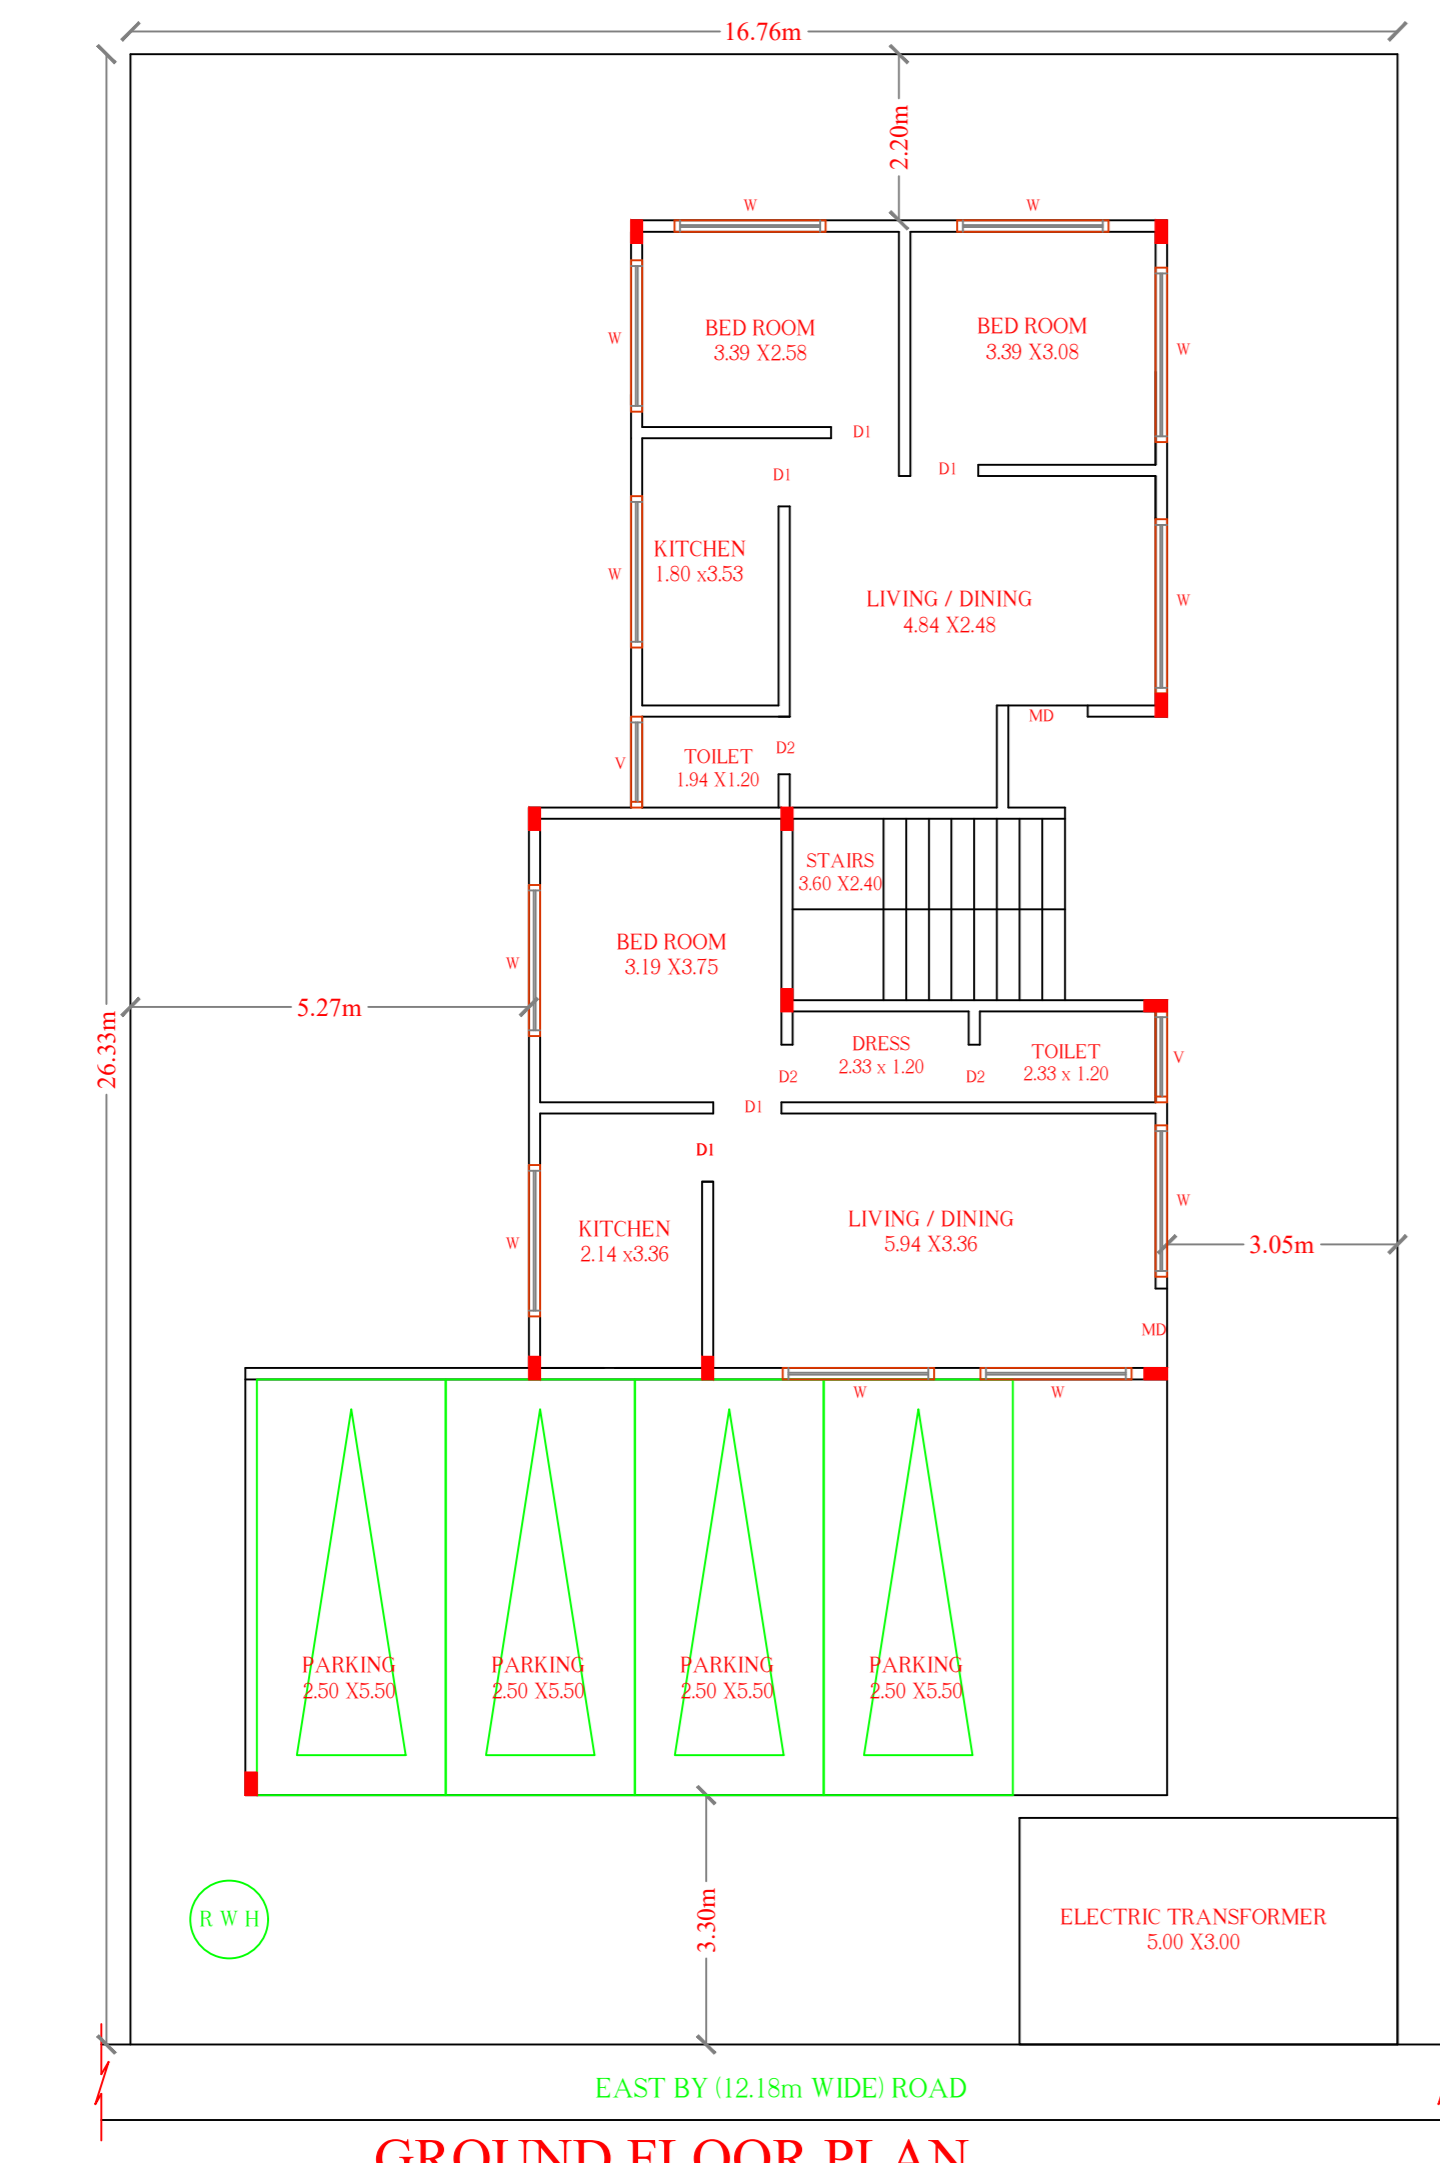 16.76m
2.20m
W
W
BED ROOM
3.39 X2.58
BED ROOM
3.39 X3.08
W
W
D1
D1
D1
KITCHEN
1.80 x3.53
W
LIVING / DINING
4.84 X2.48
W
MD
TOILET
1.94 X1.20
D2
V
STAIRS
3.60 X2.40
BED ROOM
3.19 X3.75
W
5.27m
26.33m
DRESS
2.33 x 1.20
TOILET
2.33 x 1.20
V
D2
D2
D1
D1
KITCHEN
2.14 x3.36
W
LIVING / DINING
5.94 X3.36
W
3.05m
MD
W
W
PARKING
2.50 X5.50
PARKING
2.50 X5.50
PARKING
2.50 X5.50
PARKING
2.50 X5.50
3.30m
R W H
ELECTRIC TRANSFORMER
5.00 X3.00
EAST BY (12.18m WIDE) ROAD
GROUND FLOOR PLAN